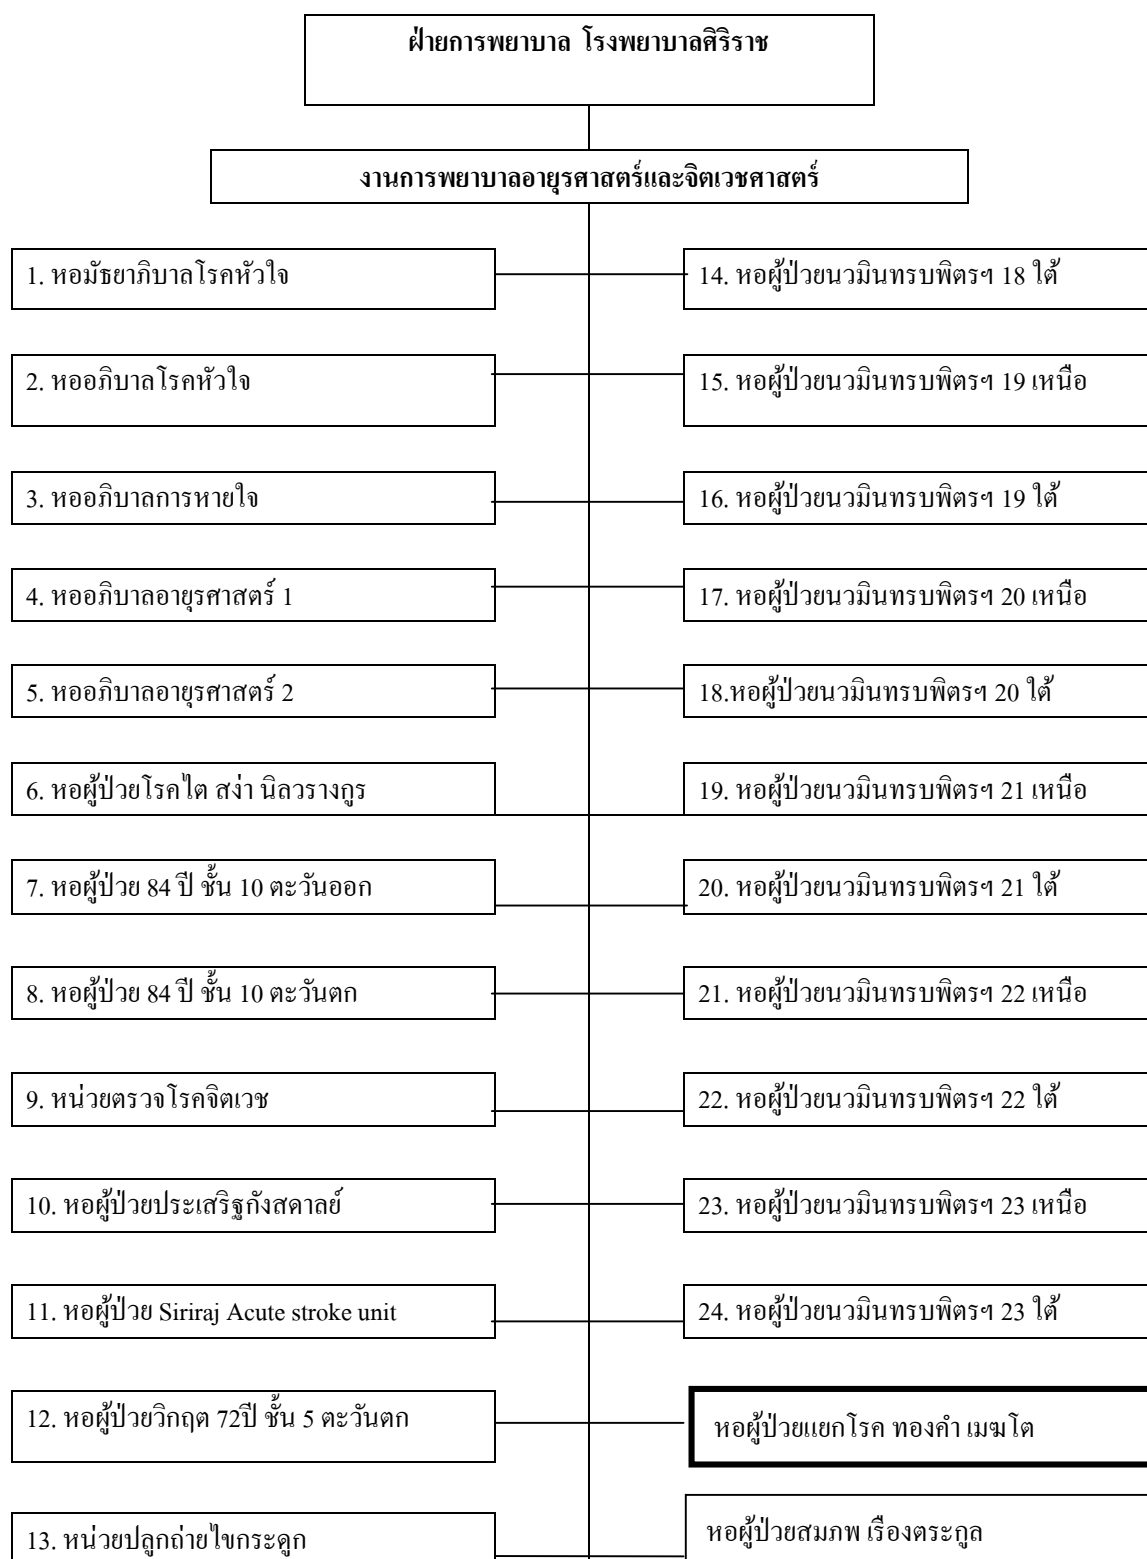 ฝ่ายการพยาบาล โรงพยาบาลศิริราช
งานการพยาบาลอายุรศาสตร์และจิตเวชศาสตร์
1. หอมัธยาภิบาลโรคหัวใจ
2. หออภิบาลโรคหัวใจ
3. หออภิบาลการหายใจ
4. หออภิบาลอายุรศาสตร์ 1
5. หออภิบาลอายุรศาสตร์ 2
6. หอผู้ป่วยโรคไต สง่า นิลวรางกูร
7. หอผู้ป่วย 84 ปี ชั้น 10 ตะวันออก
8. หอผู้ป่วย 84 ปี ชั้น 10 ตะวันตก
9. หน่วยตรวจโรคจิตเวช
10. หอผู้ป่วยประเสริฐกังสดาลย์
11. หอผู้ป่วย Siriraj Acute stroke unit
12. หอผู้ป่วยวิกฤต 72ปี ชั้น 5 ตะวันตก
13. หน่วยปลูกถ่ายไขกระดูก
14. หอผู้ป่วยนวมินทรบพิตรฯ 18 ใต้
15. หอผู้ป่วยนวมินทรบพิตรฯ 19 เหนือ
16. หอผู้ป่วยนวมินทรบพิตรฯ 19 ใต้
17. หอผู้ป่วยนวมินทรบพิตรฯ 20 เหนือ
18.หอผู้ป่วยนวมินทรบพิตรฯ 20 ใต้
19. หอผู้ป่วยนวมินทรบพิตรฯ 21 เหนือ
20. หอผู้ป่วยนวมินทรบพิตรฯ 21 ใต้
21. หอผู้ป่วยนวมินทรบพิตรฯ 22 เหนือ
22. หอผู้ป่วยนวมินทรบพิตรฯ 22 ใต้
23. หอผู้ป่วยนวมินทรบพิตรฯ 23 เหนือ
24. หอผู้ป่วยนวมินทรบพิตรฯ 23 ใต้
หอผู้ป่วยแยกโรค ทองคำ เมฆโต
หอผู้ป่วยสมภพ เรืองตระกูล